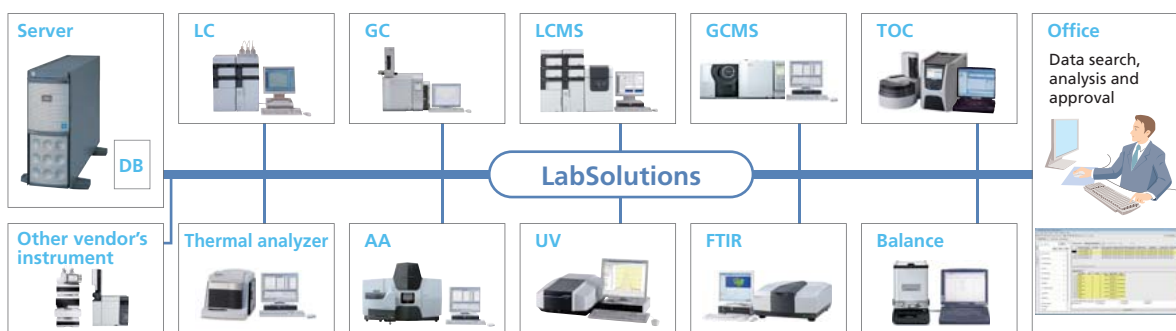 Server
DB
LC
GC
LCMS
GCMS
TOC
Office
Data search,
analysis and
approval
LabSolutions
Other vendor's
instrument
Thermal analyzer
AA
UV
FTIR
Balance